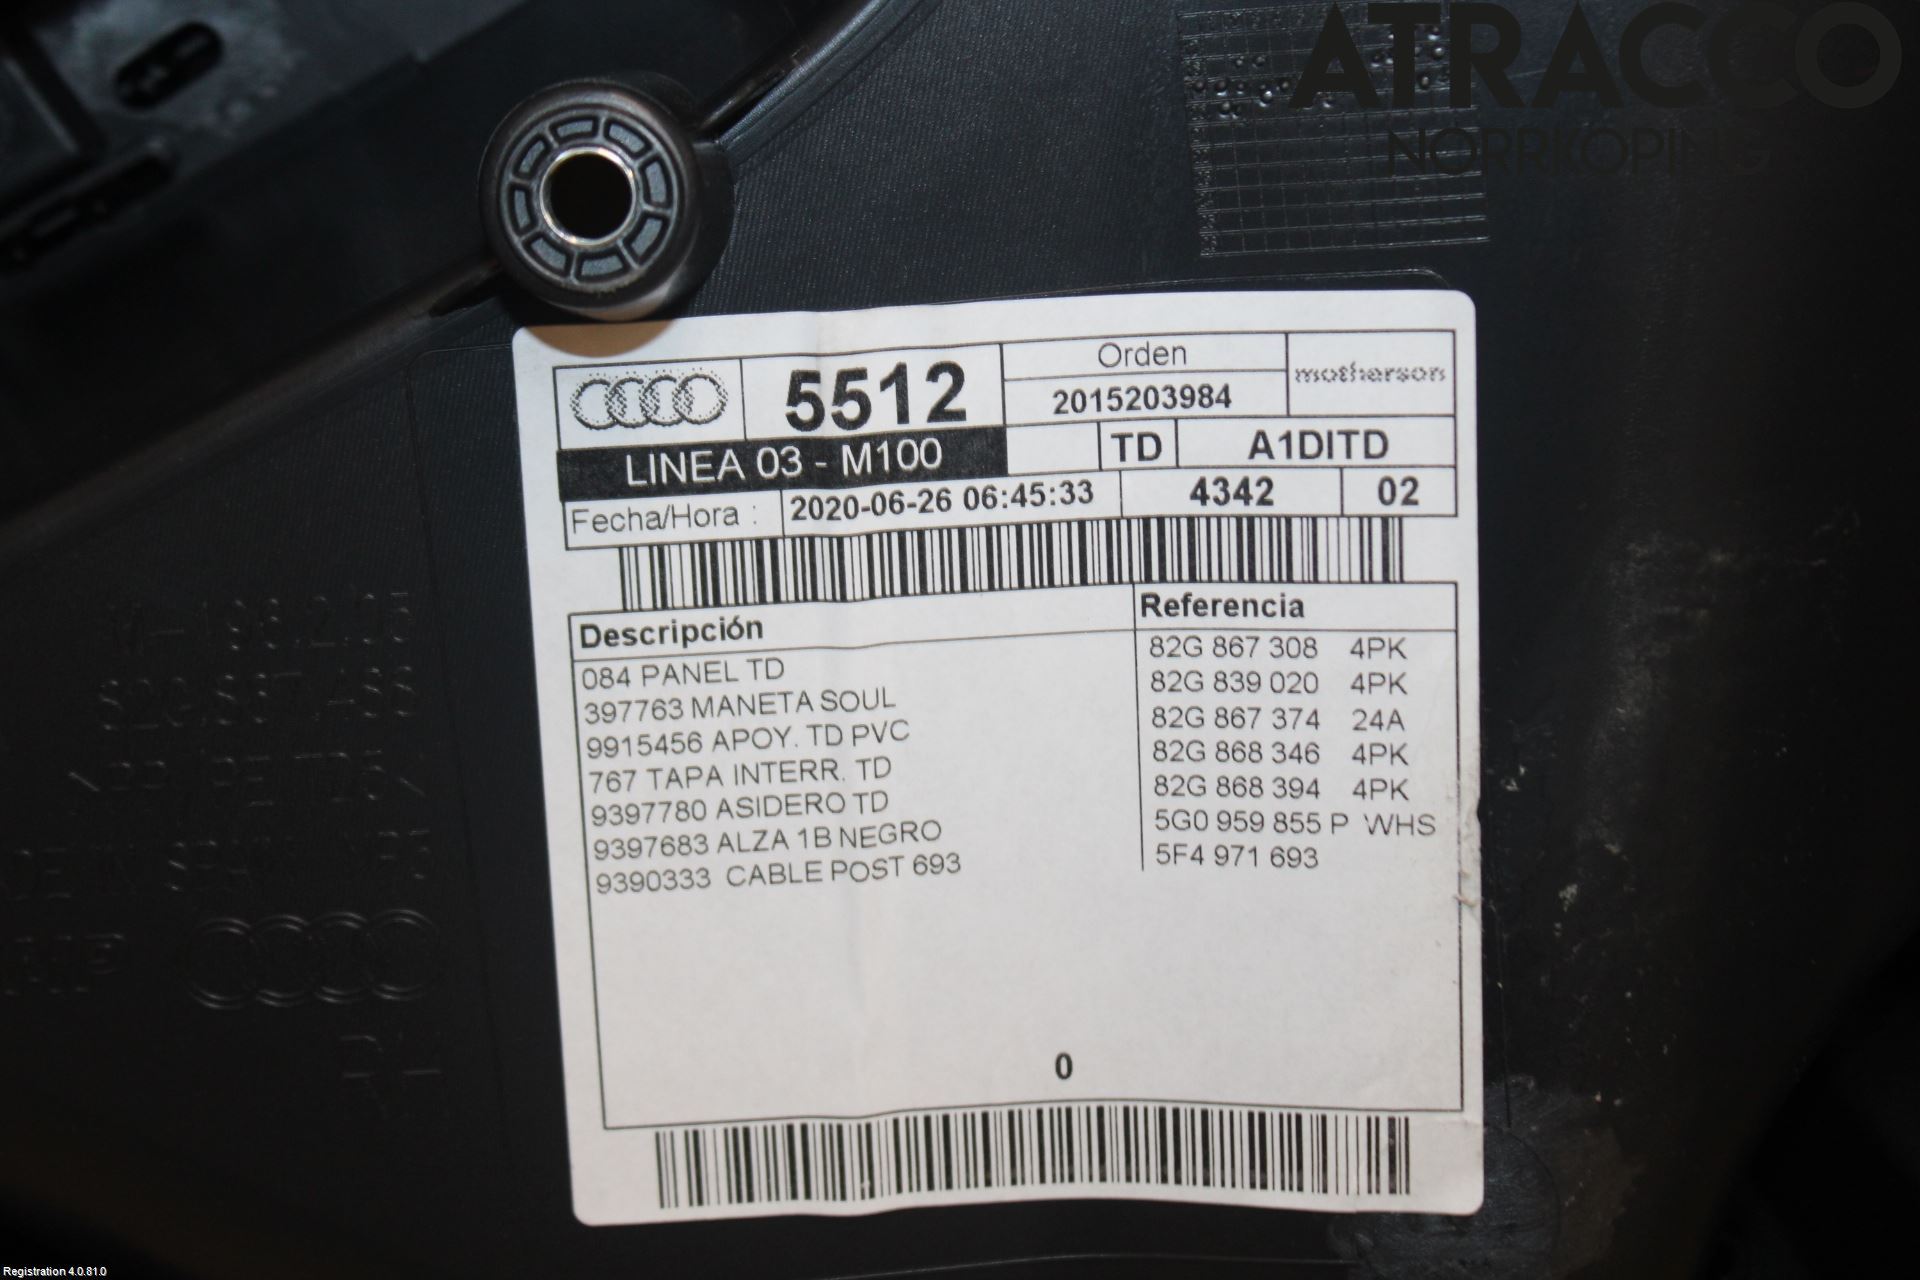 ATRACCO
NORRKÖPING
5512
Orden
2015203984
motherson
LINEA 03 - M100
TD
A1DITD
Fecha/Hora :
2020-06-26 06:45:33
4342
02
Descripción
Referencia
084 PANEL TD
82G 867 308 4PK
397763 MANETA SOUL
82G 839 020 4PK
9915456 APOY. TD PVC
82G 867 374 24A
767 TAPA INTERR. TD
82G 868 346 4PK
9397780 ASIDERO TD
82G 868 394 4PK
9397683 ALZA 1B NEGRO
5G0 959 855 P WHS
9390333 CABLE POST 693
5F4 971 693
0
RH
Registration 4.0.81.0